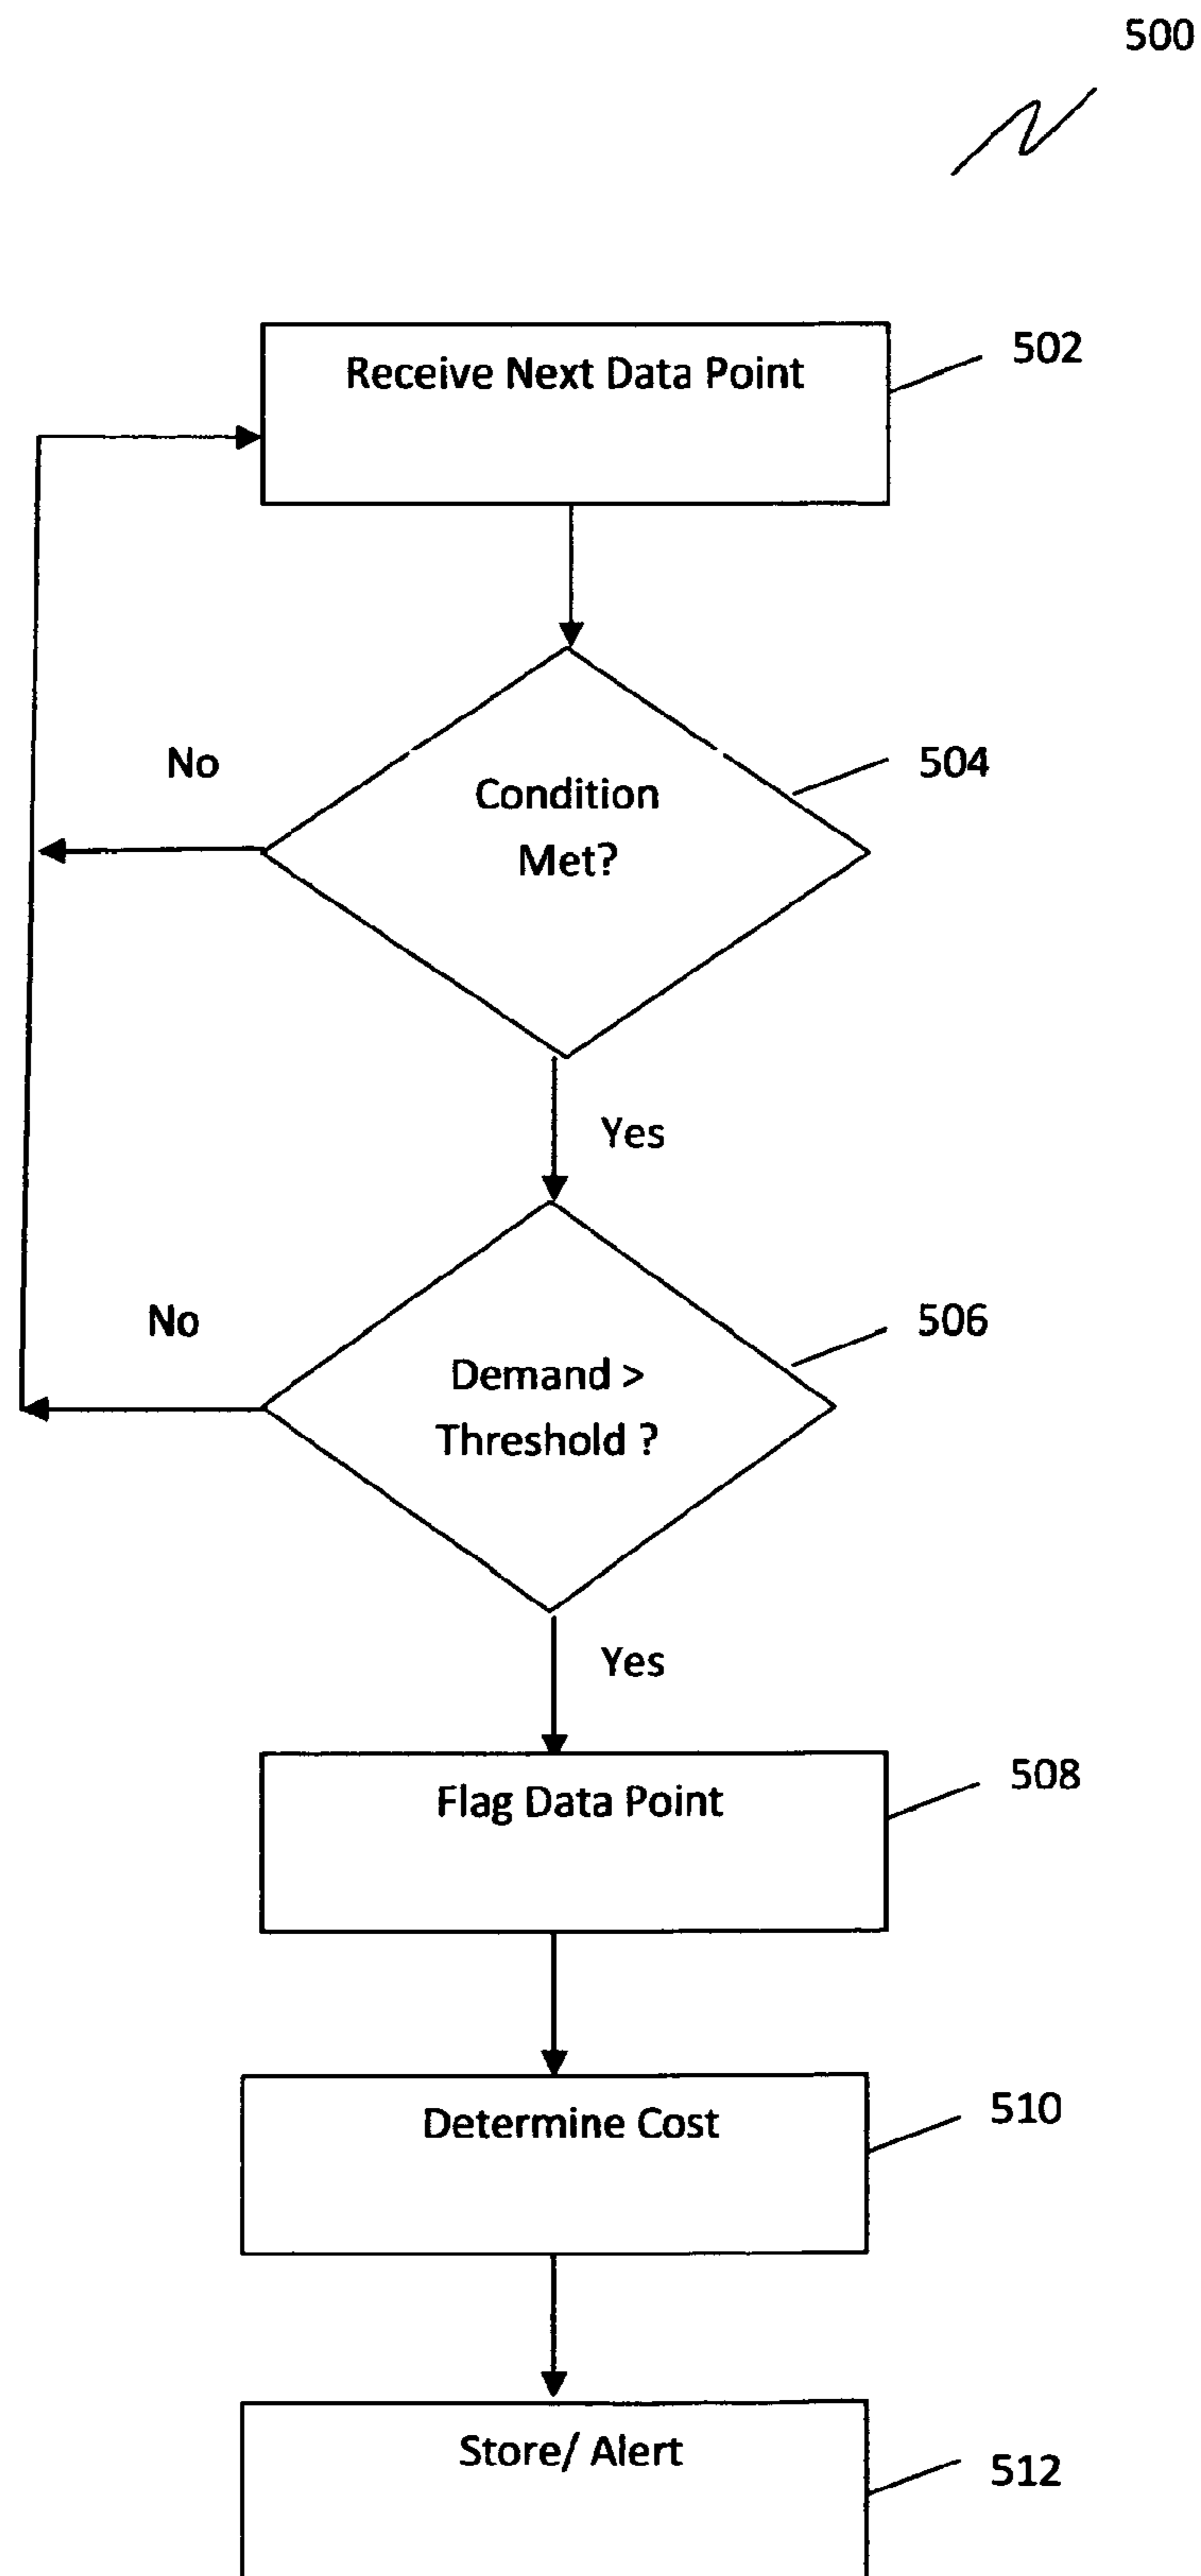 500
Receive Next Data Point
502
No
504
Condition
Met?
Yes
No
506
Demand >
Threshold ?
Yes
508
Flag Data Point
510
Determine Cost
Store/ Alert
512